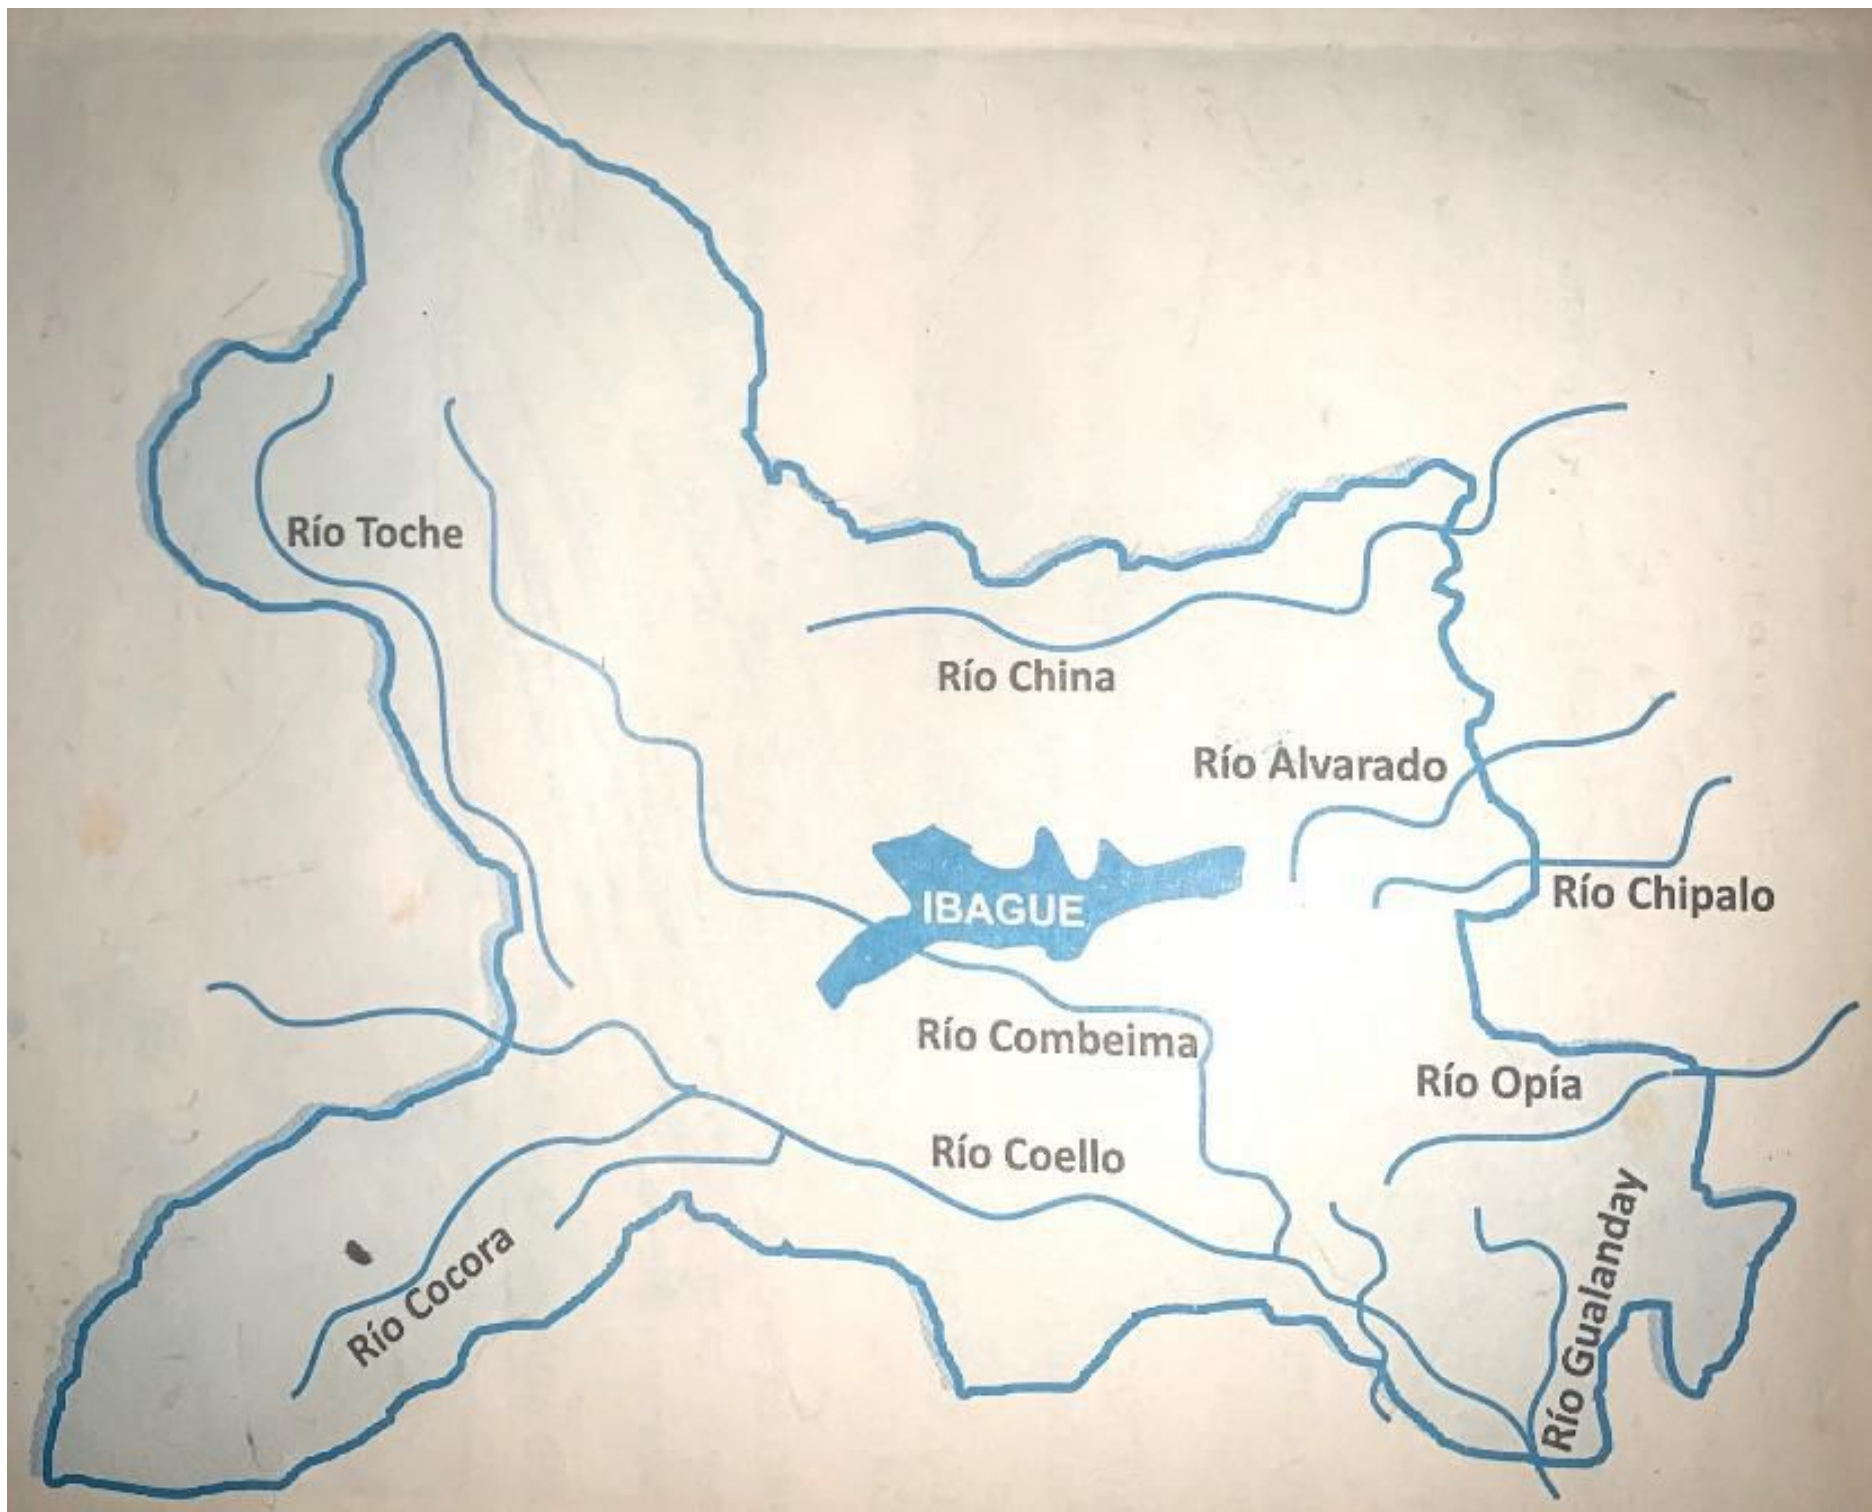 Río Toche
Río China
Río Alvarado
Río Chipalo
IBAGUE
Río Combeima
Río Opía
Río Coello
Río Gualanday
Río Cocora